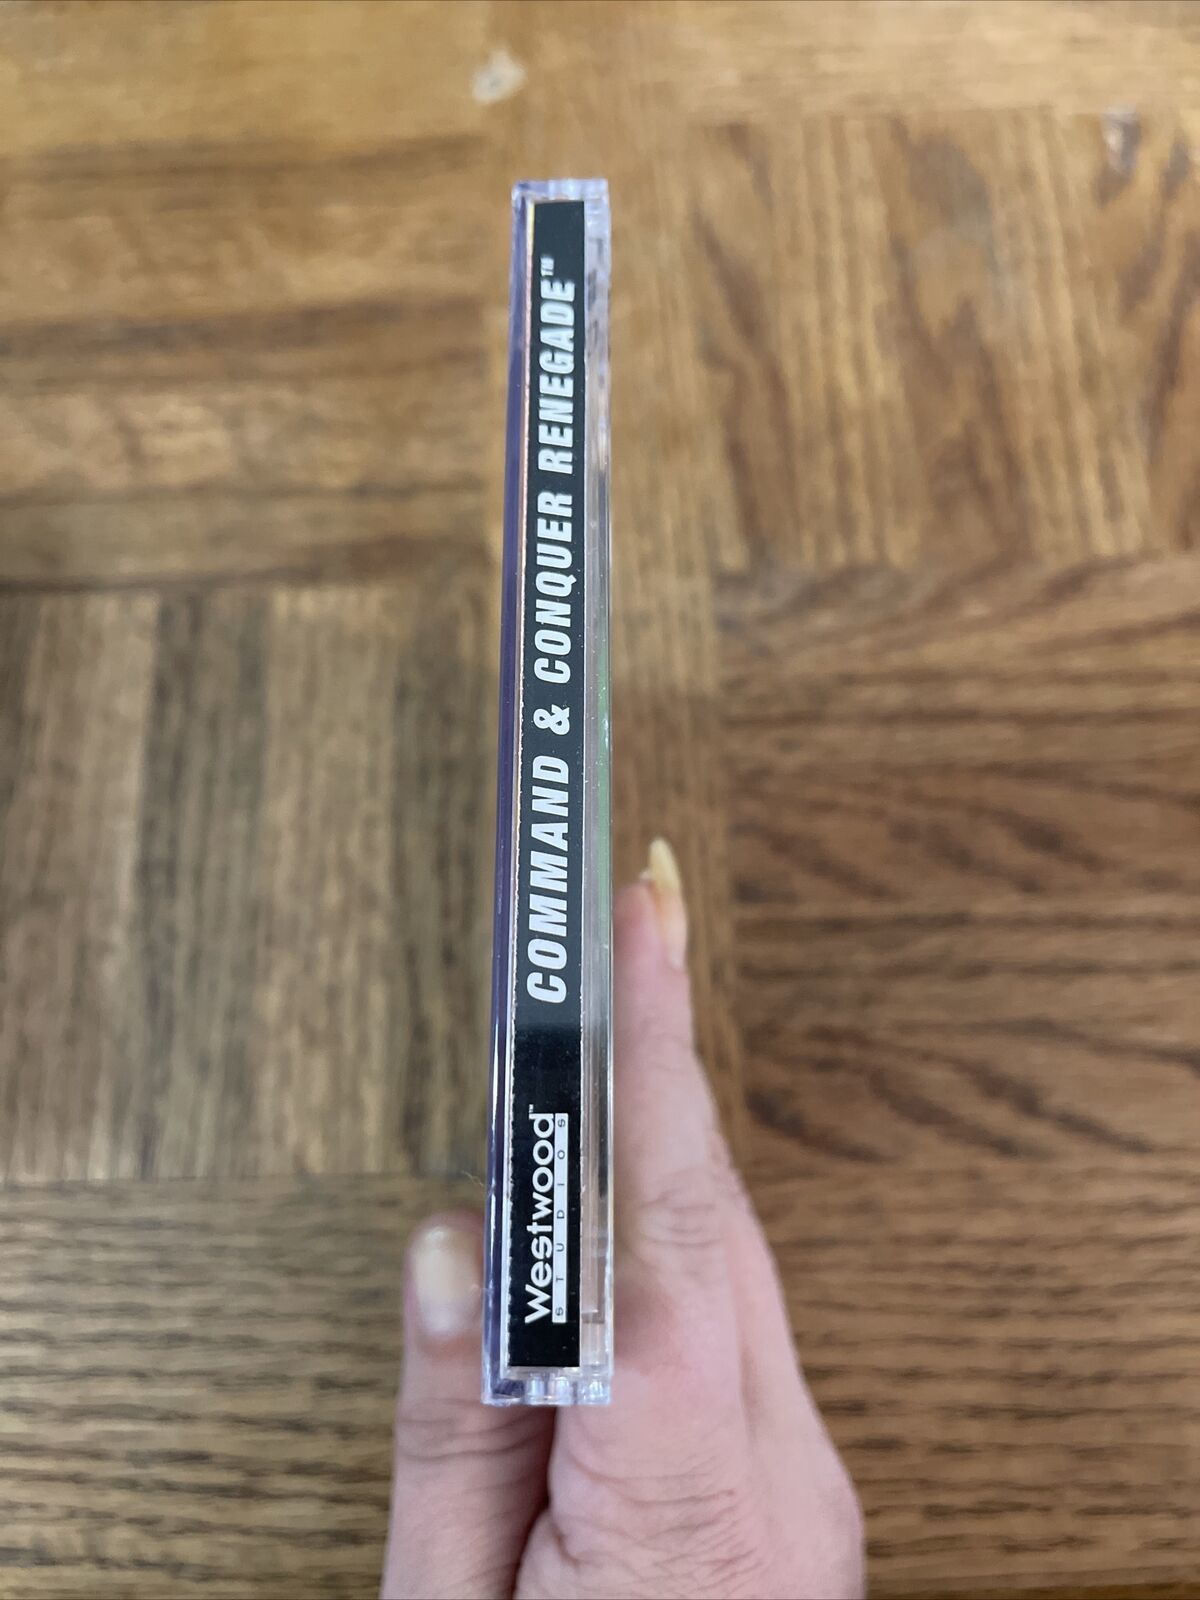 Westwood™
STUDIOS
COMMAND & CONQUER RENEGADE™